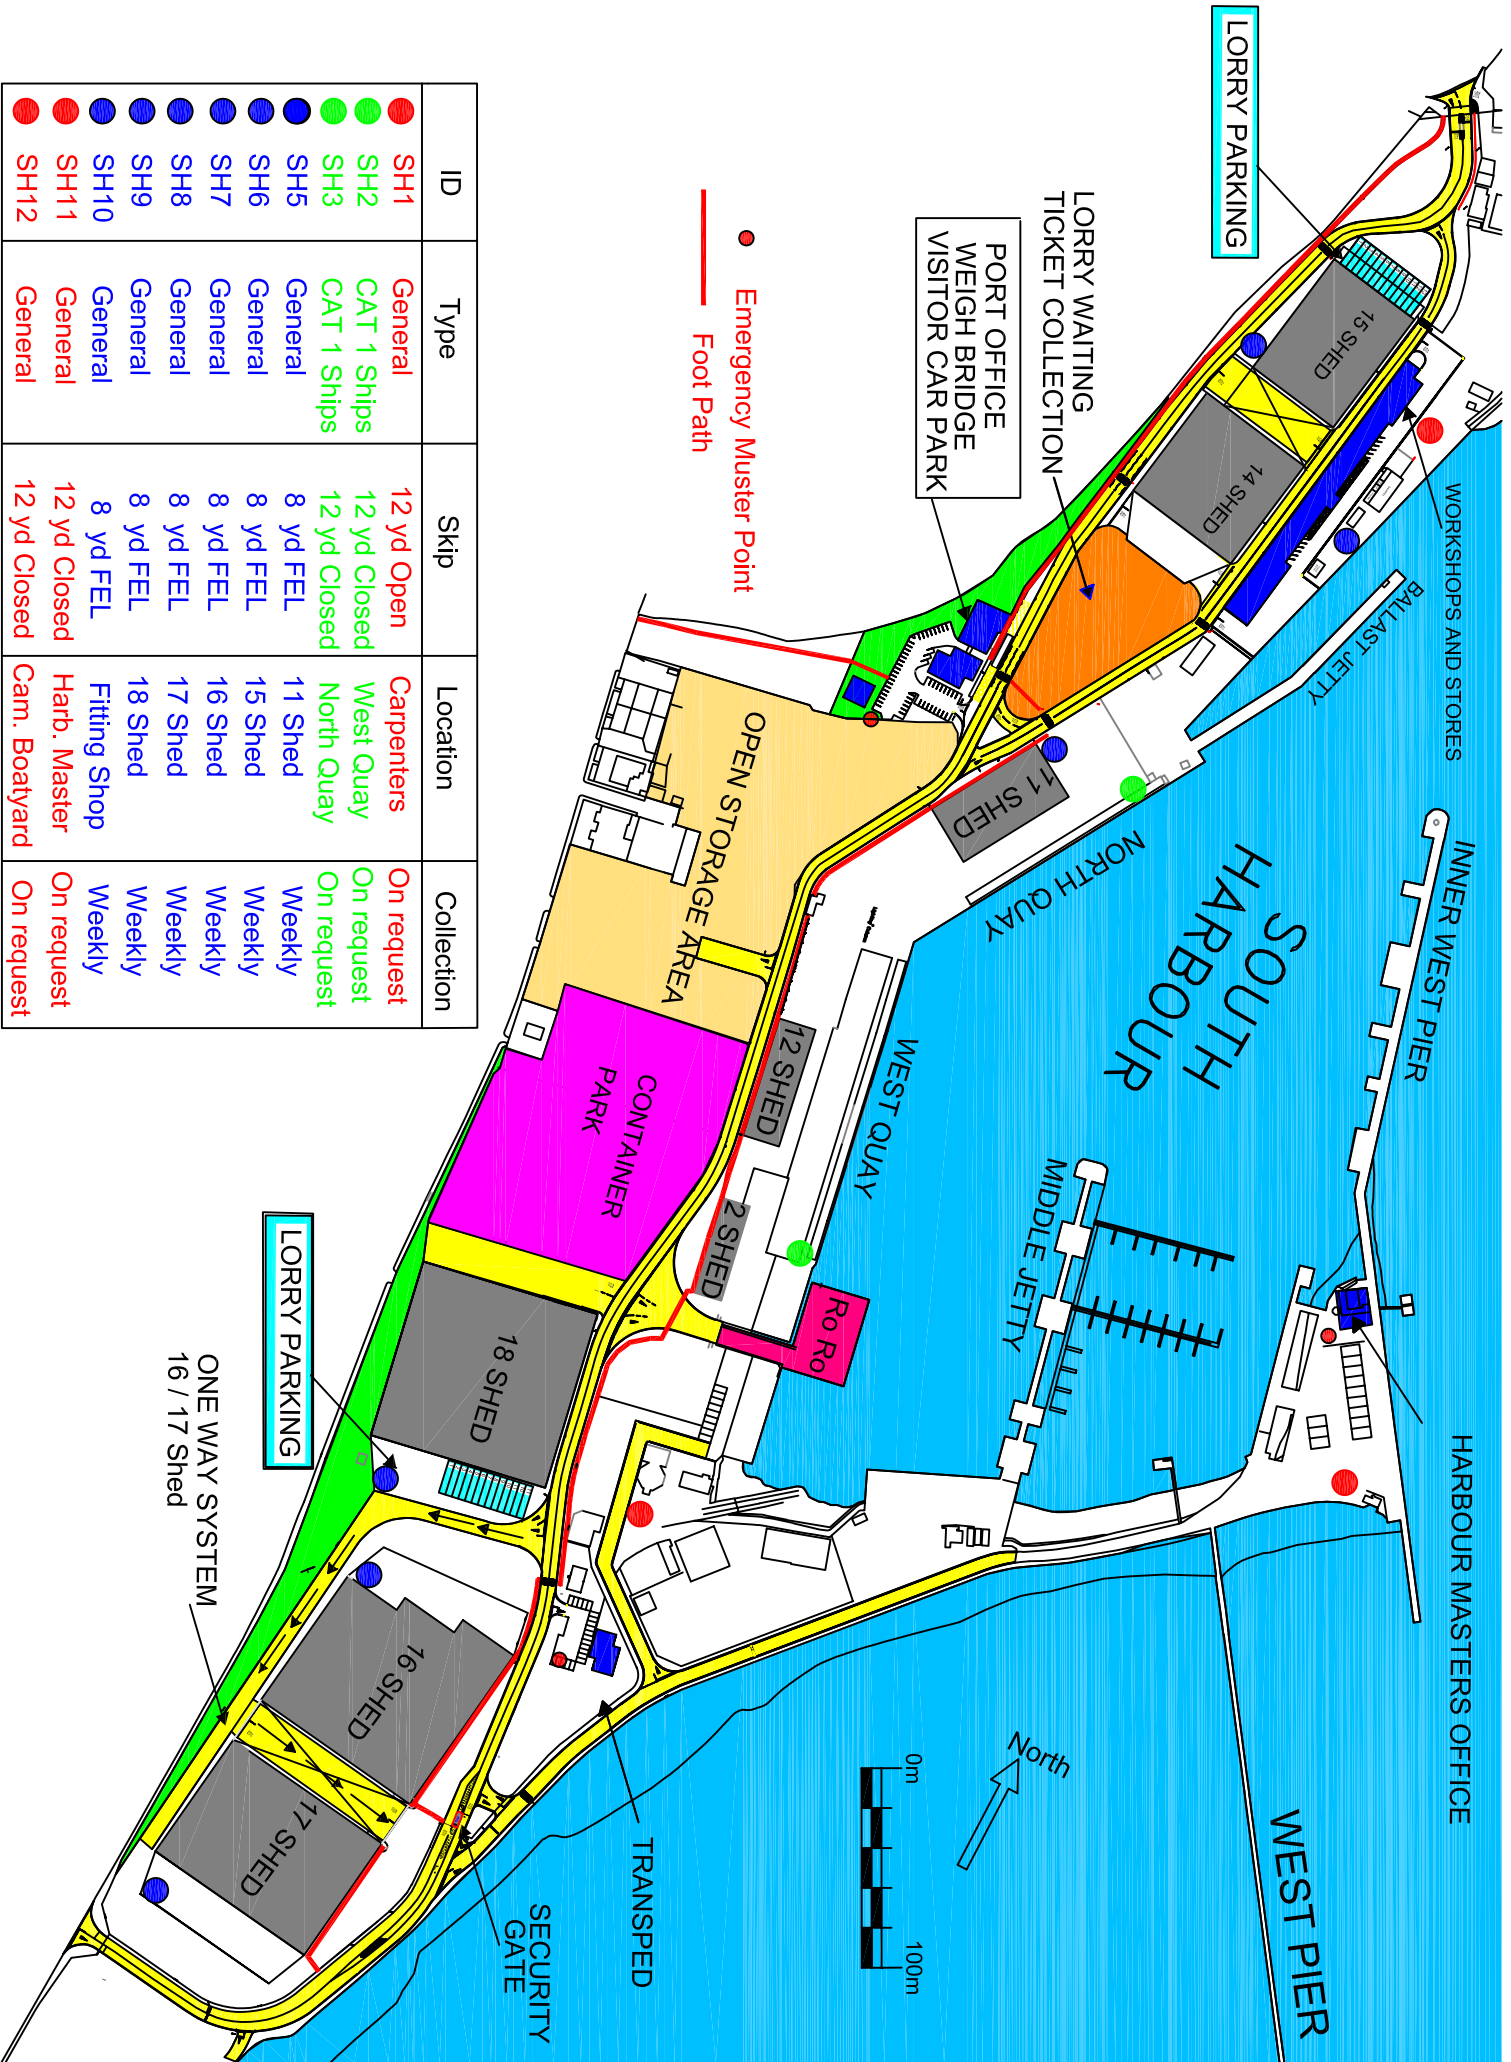 LORRY PARKING
LORRY WAITING
TICKET COLLECTION
PORT OFFICE
WEIGH BRIDGE
VISITOR CAR PARK
Emergency Muster Point
Foot Path
15 SHED
14 SHED
WORKSHOPS AND STORES
BALLAST JETTY
11 SHED
NORTH QUAY
SOUTH
HARBOUR
INNER WEST PIER
OPEN STORAGE AREA
12 SHED
WEST QUAY
CONTAINER
PARK
2 SHED
Ro Ro
MIDDLE JETTY
HARBOUR MASTERS OFFICE
WEST PIER
18 SHED
LORRY PARKING
ONE WAY SYSTEM
16 / 17 Shed
16 SHED
17 SHED
TRANSPED
SECURITY
GATE
North
0m 100m
ID Type Skip Location Collection
SH1 General 12 yd Open Carpenters On request
SH2 CAT 1 Ships 12 yd Closed West Quay On request
SH3 CAT 1 Ships 12 yd Closed North Quay On request
SH5 General 8 yd FEL 11 Shed Weekly
SH6 General 8 yd FEL 15 Shed Weekly
SH7 General 8 yd FEL 16 Shed Weekly
SH8 General 8 yd FEL 17 Shed Weekly
SH9 General 8 yd FEL 18 Shed Weekly
SH10 General 8 yd FEL Fitting Shop Weekly
SH11 General 12 yd Closed Harb. Master On request
SH12 General 12 yd Closed Cam. Boatyard On request